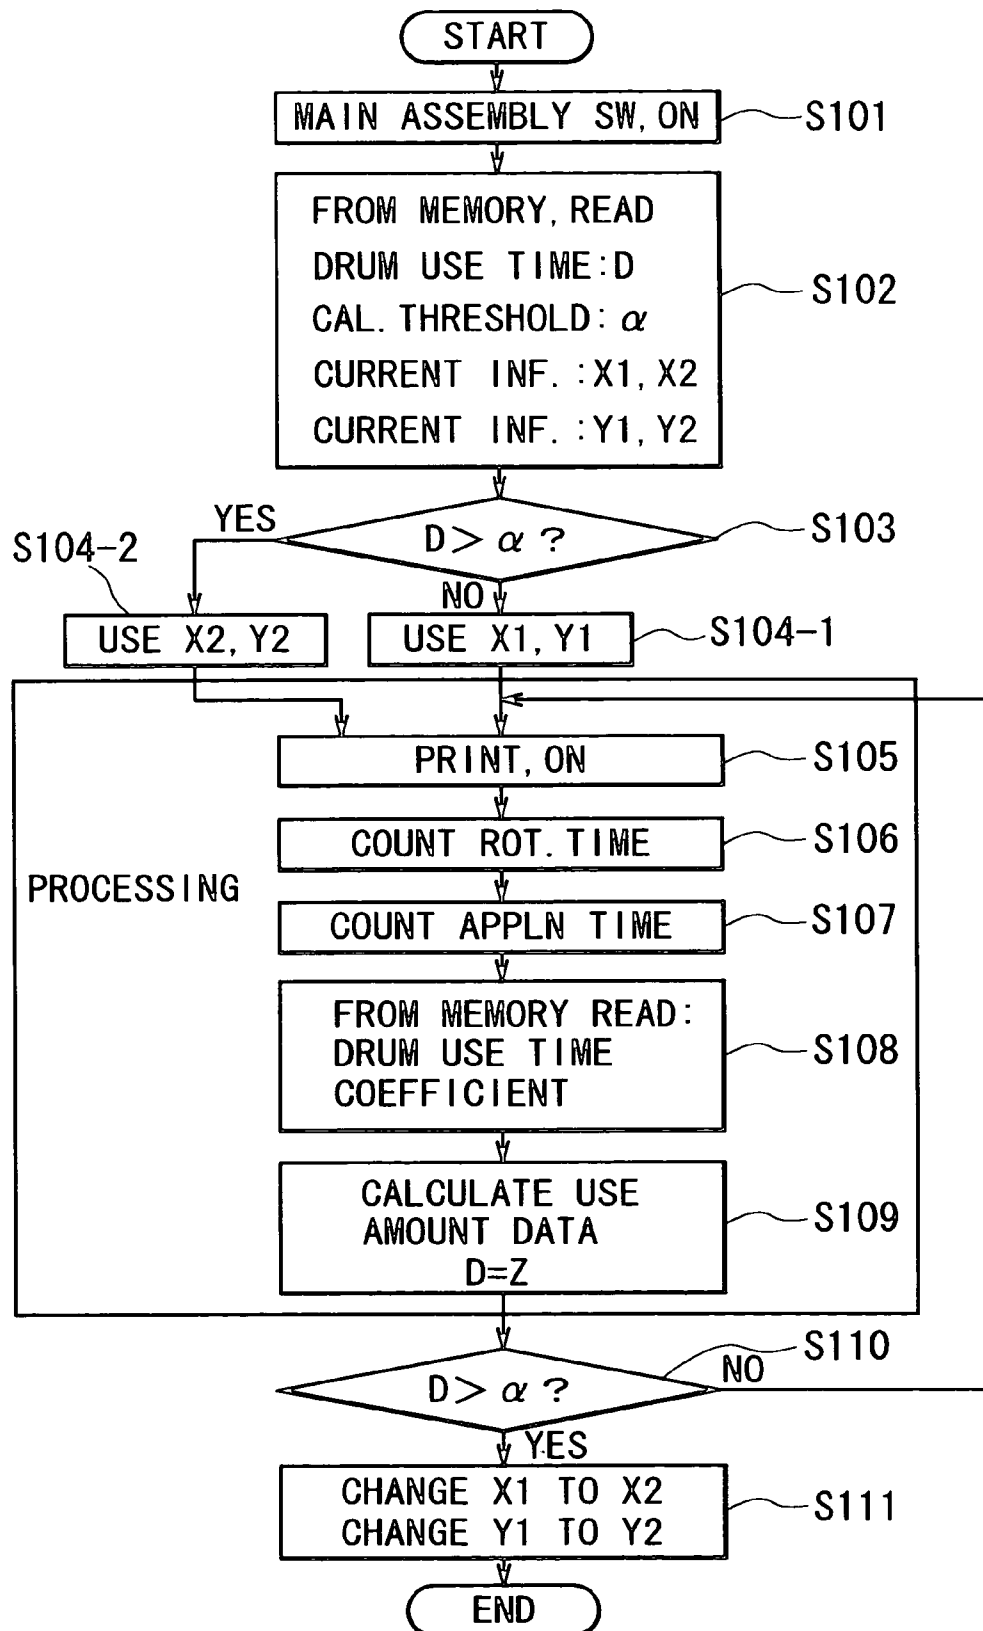 START
MAIN ASSEMBLY SW, ON
S101
FROM MEMORY, READ
DRUM USE TIME:D
CAL. THRESHOLD: α
CURRENT INF. :X1, X2
CURRENT INF. :Y1, Y2
S102
D> α ?
S103
YES
NO
S104-2
USE X2, Y2
USE X1, Y1
S104-1
PROCESSING
PRINT, ON
S105
COUNT ROT. TIME
S106
COUNT APPLN TIME
S107
FROM MEMORY READ:
DRUM USE TIME
COEFFICIENT
S108
CALCULATE USE
AMOUNT DATA
D=Z
S109
D> α ?
S110
NO
YES
CHANGE X1 TO X2
CHANGE Y1 TO Y2
S111
END